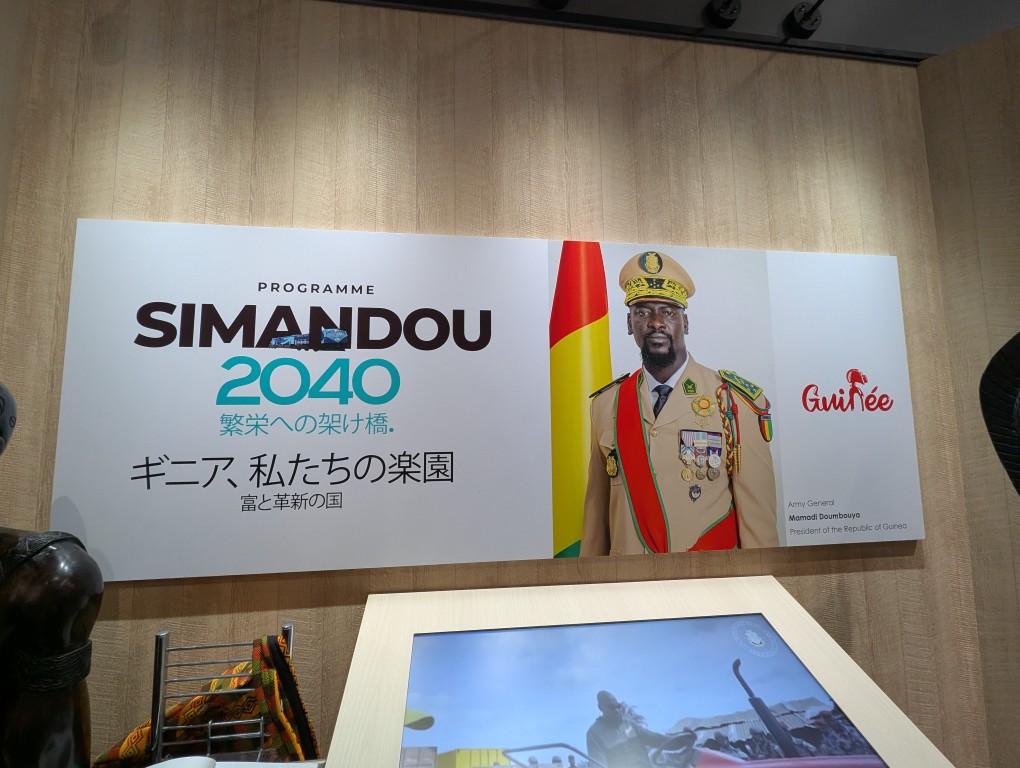 PROGRAMME
SIMANDOU
2040
繁栄への架け橋.
ギニア、私たちの楽園
富と革新の国
Guinée
Army General
Mamadi Doumbouya
President of the Republic of Guinea